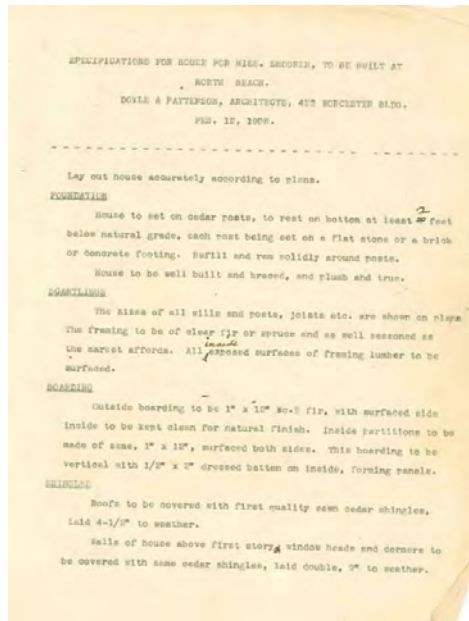 SPECIFICATIONS FOR HOUSE FOR MISS. DECORIN, TO BE BUILT AT
NORTH BEACH.
DOYLE & PATTERSON, ARCHITECTS, 422 WORCESTER BLDG.
FEB. 12, 1908.
Lay out house accurately according to plans.
FOUNDATION
House to set on cedar posts, to rest on bottom at least 2 feet
below natural grade, each post being set on a flat stone or a brick
or concrete footing. Refill and ram solidly around posts.
House to be well built and braced, and plumb and true.
SCANTLINGS
The sizes of all sills and posts, joists etc. are shown on plans
The framing to be of clear fir or spruce and as well seasoned as
the market affords. All inside exposed surfaces of framing lumber to be
surfaced.
BOARDING
Outside boarding to be 1" x 12" No.2 fir, with surfaced side
inside to be kept clean for natural finish. Inside partitions to be
made of same, 1" x 12", surfaced both sides. This boarding to be
vertical with 1/2" x 2" dressed batten on inside, forming panels.
SHINGLES
Roofs to be covered with first quality sawn cedar shingles,
laid 4-1/2" to weather.
Walls of house above first story window heads and dormers to
be covered with same cedar shingles, laid double, 9" to weather.